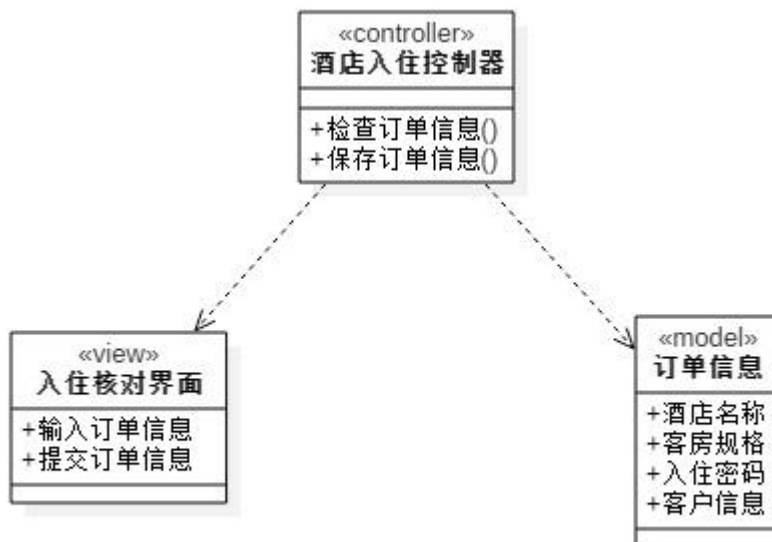 «controller»
酒店入住控制器
+检查订单信息()
+保存订单信息()
«view»
入住核对界面
+输入订单信息
+提交订单信息
«model»
订单信息
+酒店名称
+客房规格
+入住密码
+客户信息